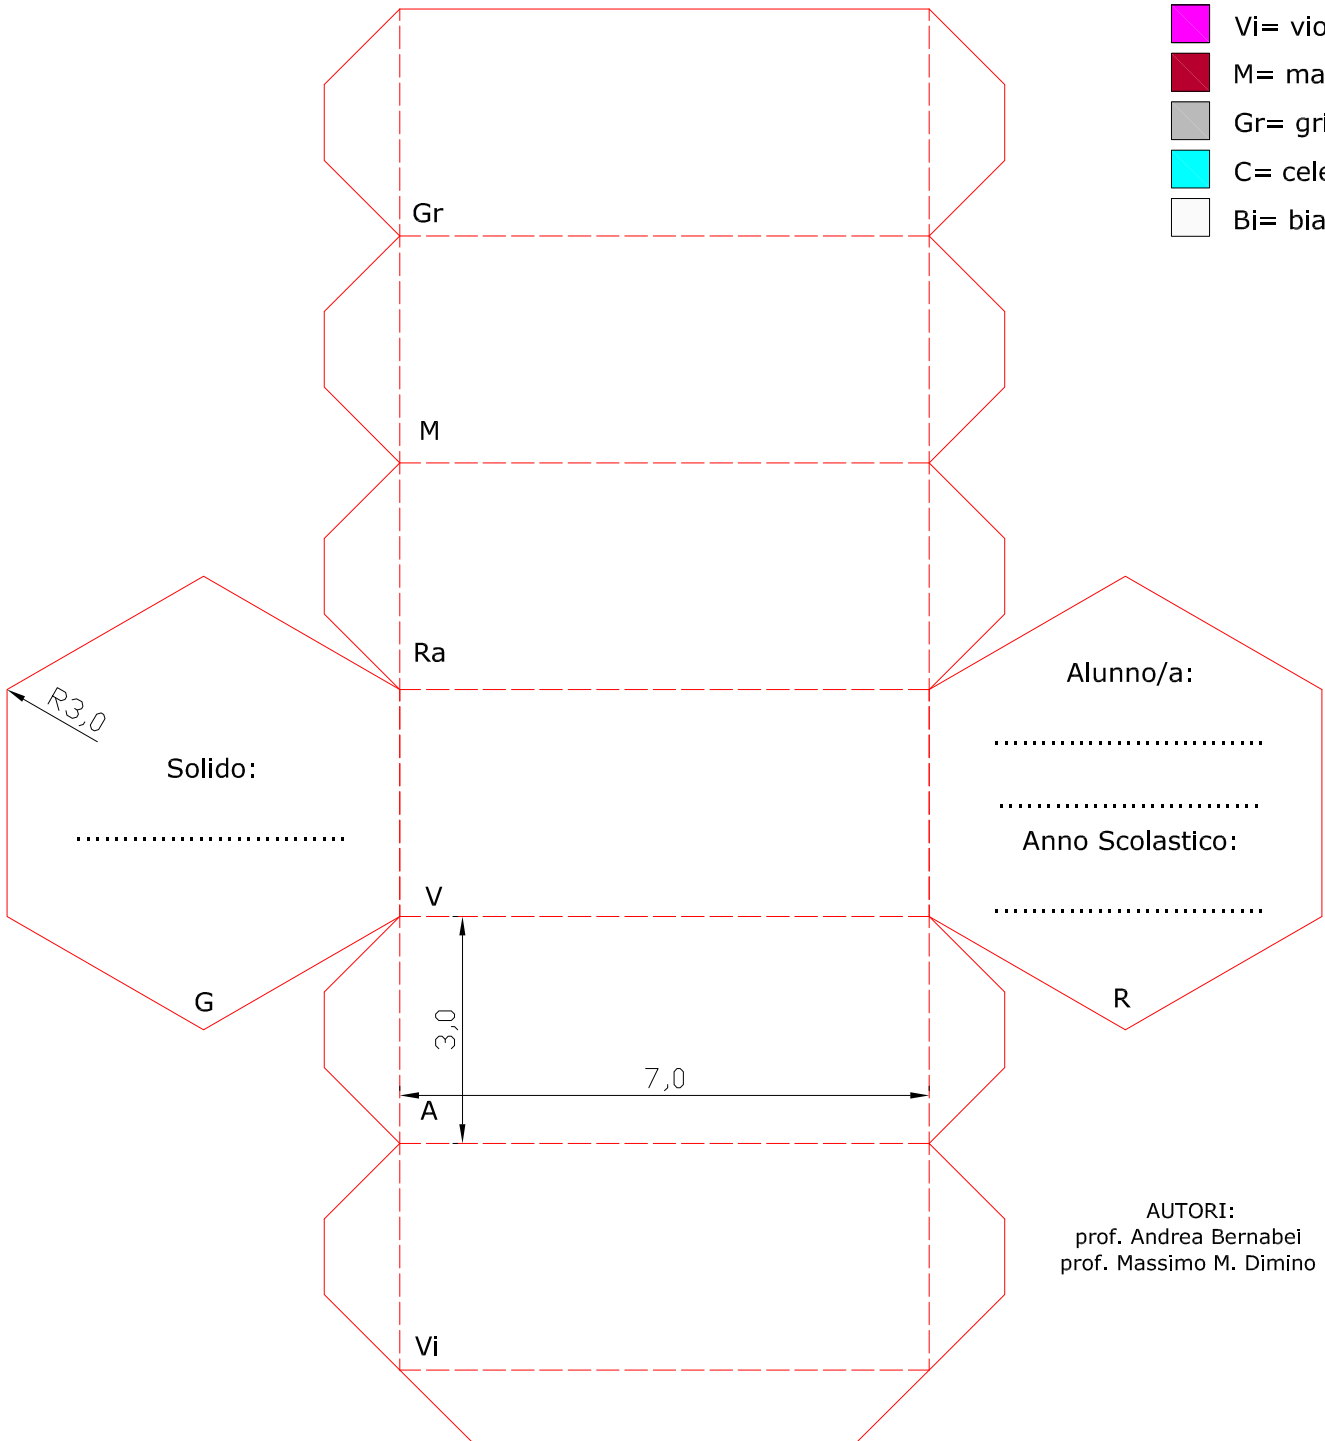 Vi= vio
M= ma
Gr= gri
C= cele
Bi= bia
Gr
M
Ra
R3,0
Solido:
Alunno/a:
Anno Scolastico:
V
G
R
3,0
7,0
A
AUTORI:
prof. Andrea Bernabei
prof. Massimo M. Dimino
Vi